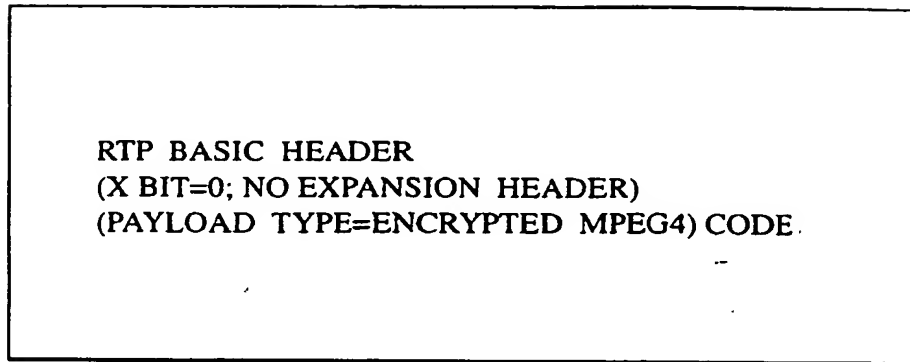 RTP BASIC HEADER
(X BIT=0; NO EXPANSION HEADER)
(PAYLOAD TYPE=ENCRYPTED MPEG4) CODE